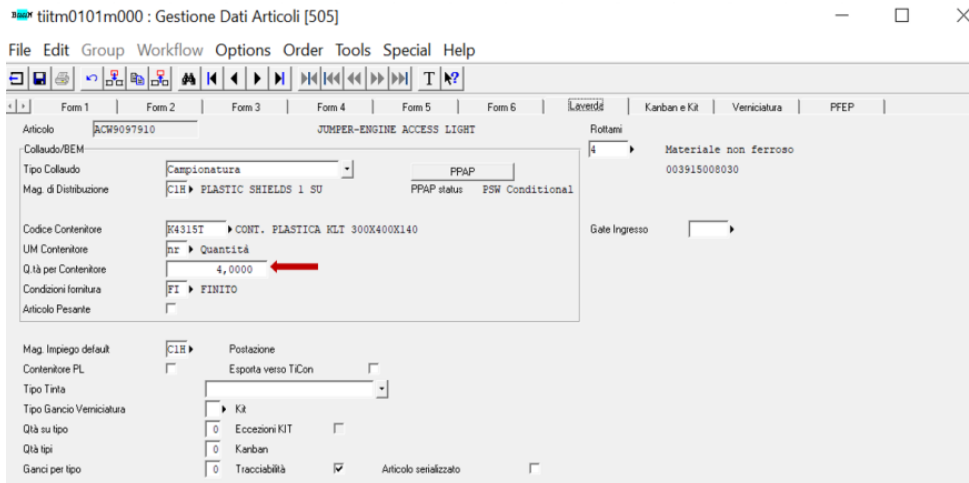 Baan tiitm0101m000 : Gestione Dati Articoli [505]
File Edit Group Workflow Options Order Tools Special Help
T
Form 1 Form 2 Form 3 Form 4 Form 5 Form 6 Laverda Kanban e Kit Verniciatura PFEP
Articolo ACW9097910 JUMPER-ENGINE ACCESS LIGHT Rottami
Collaudo/BEM 4 Materiale non ferroso
Tipo Collaudo Campionatura PPAP 003915008030
Mag. di Distribuzione C1H PLASTIC SHIELDS 1 SU PPAP status PSW Conditional
Codice Contenitore K4315T CONT. PLASTICA KLT 300X400X140 Gate Ingresso
UM Contenitore nr Quantitá
Q.tà per Contenitore 4,0000
Condizioni fornitura FI FINITO
Articolo Pesante
Mag. Impiego default C1H Postazione
Contenitore PL Esporta verso TiCon
Tipo Tinta
Tipo Gancio Verniciatura Kit
Qtà su tipo 0 Eccezioni KIT
Qtà tipi 0 Kanban
Ganci per tipo 0 Tracciabilità Articolo serializzato